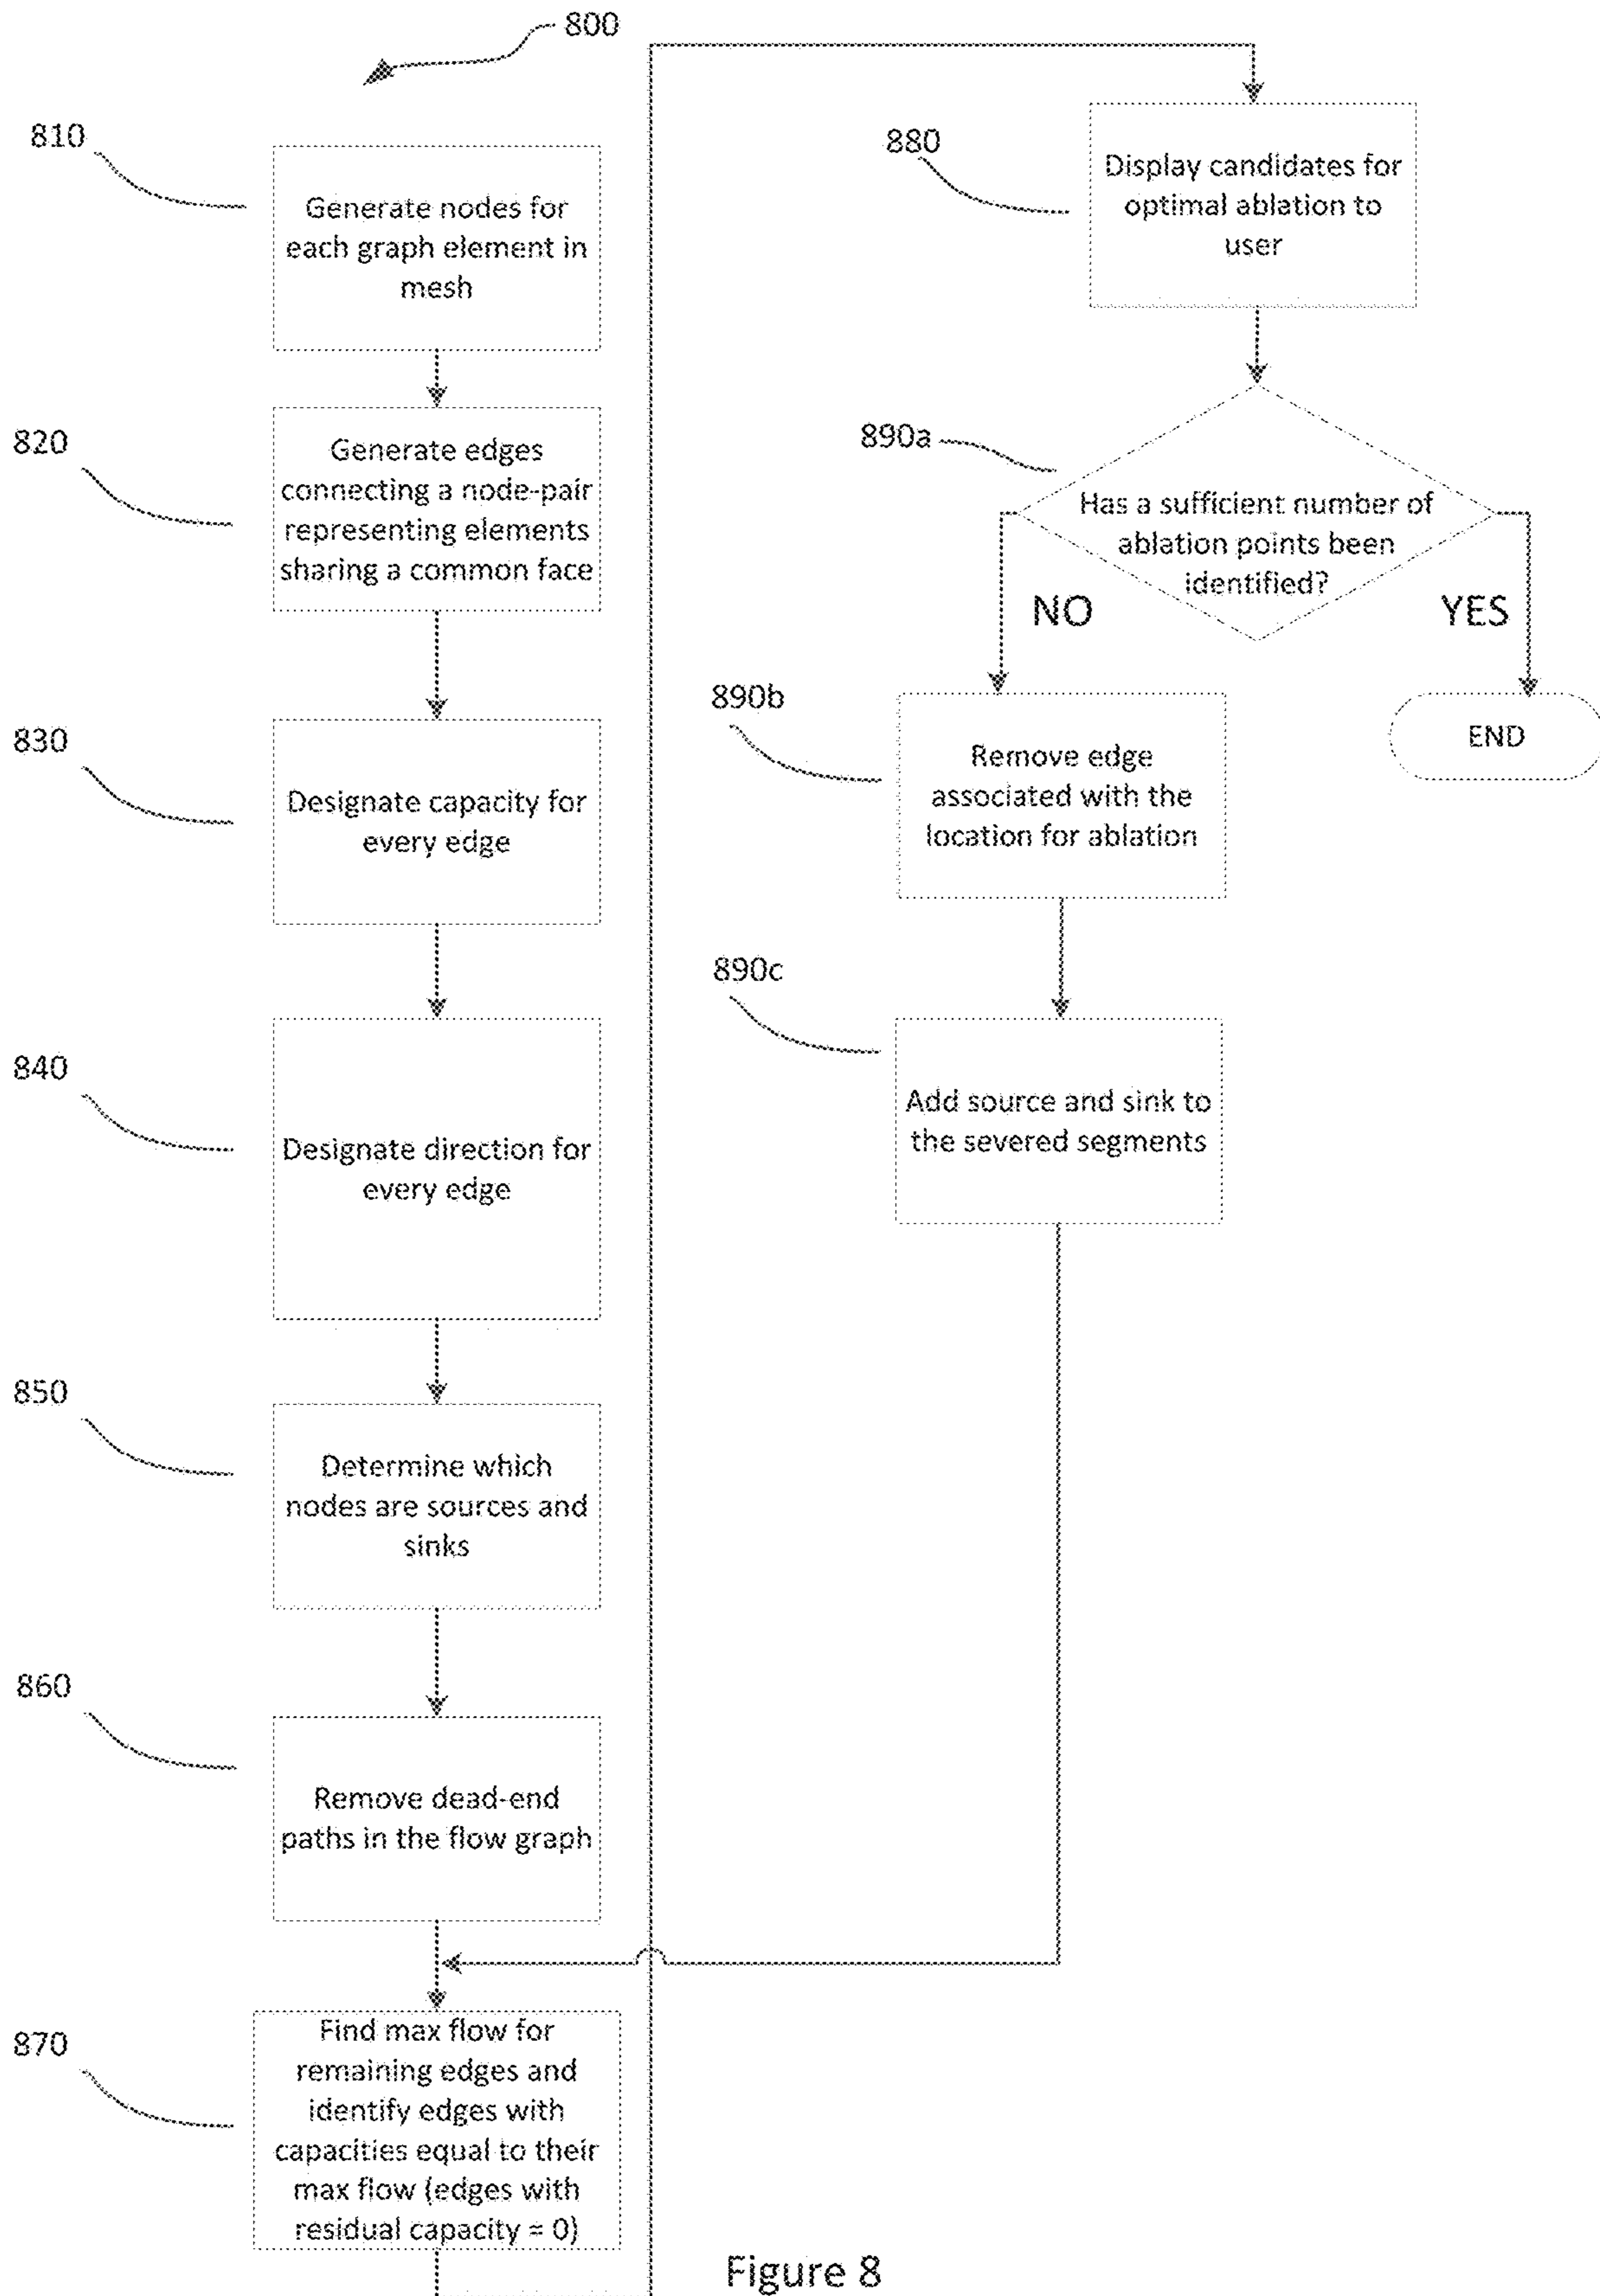 800
810
Generate nodes for
each graph element in
mesh
820
Generate edges
connecting a node-pair
representing elements
sharing a common face
830
Designate capacity for
every edge
840
Designate direction for
every edge
850
Determine which
nodes are sources and
sinks
860
Remove dead-end
paths in the flow graph
870
Find max flow for
remaining edges and
identify edges with
capacities equal to their
max flow (edges with
residual capacity = 0)
880
Display candidates for
optimal ablation to
user
890a
Has a sufficient number of
ablation points been
identified?
NO
YES
890b
Remove edge
associated with the
location for ablation
END
890c
Add source and sink to
the severed segments
Figure 8